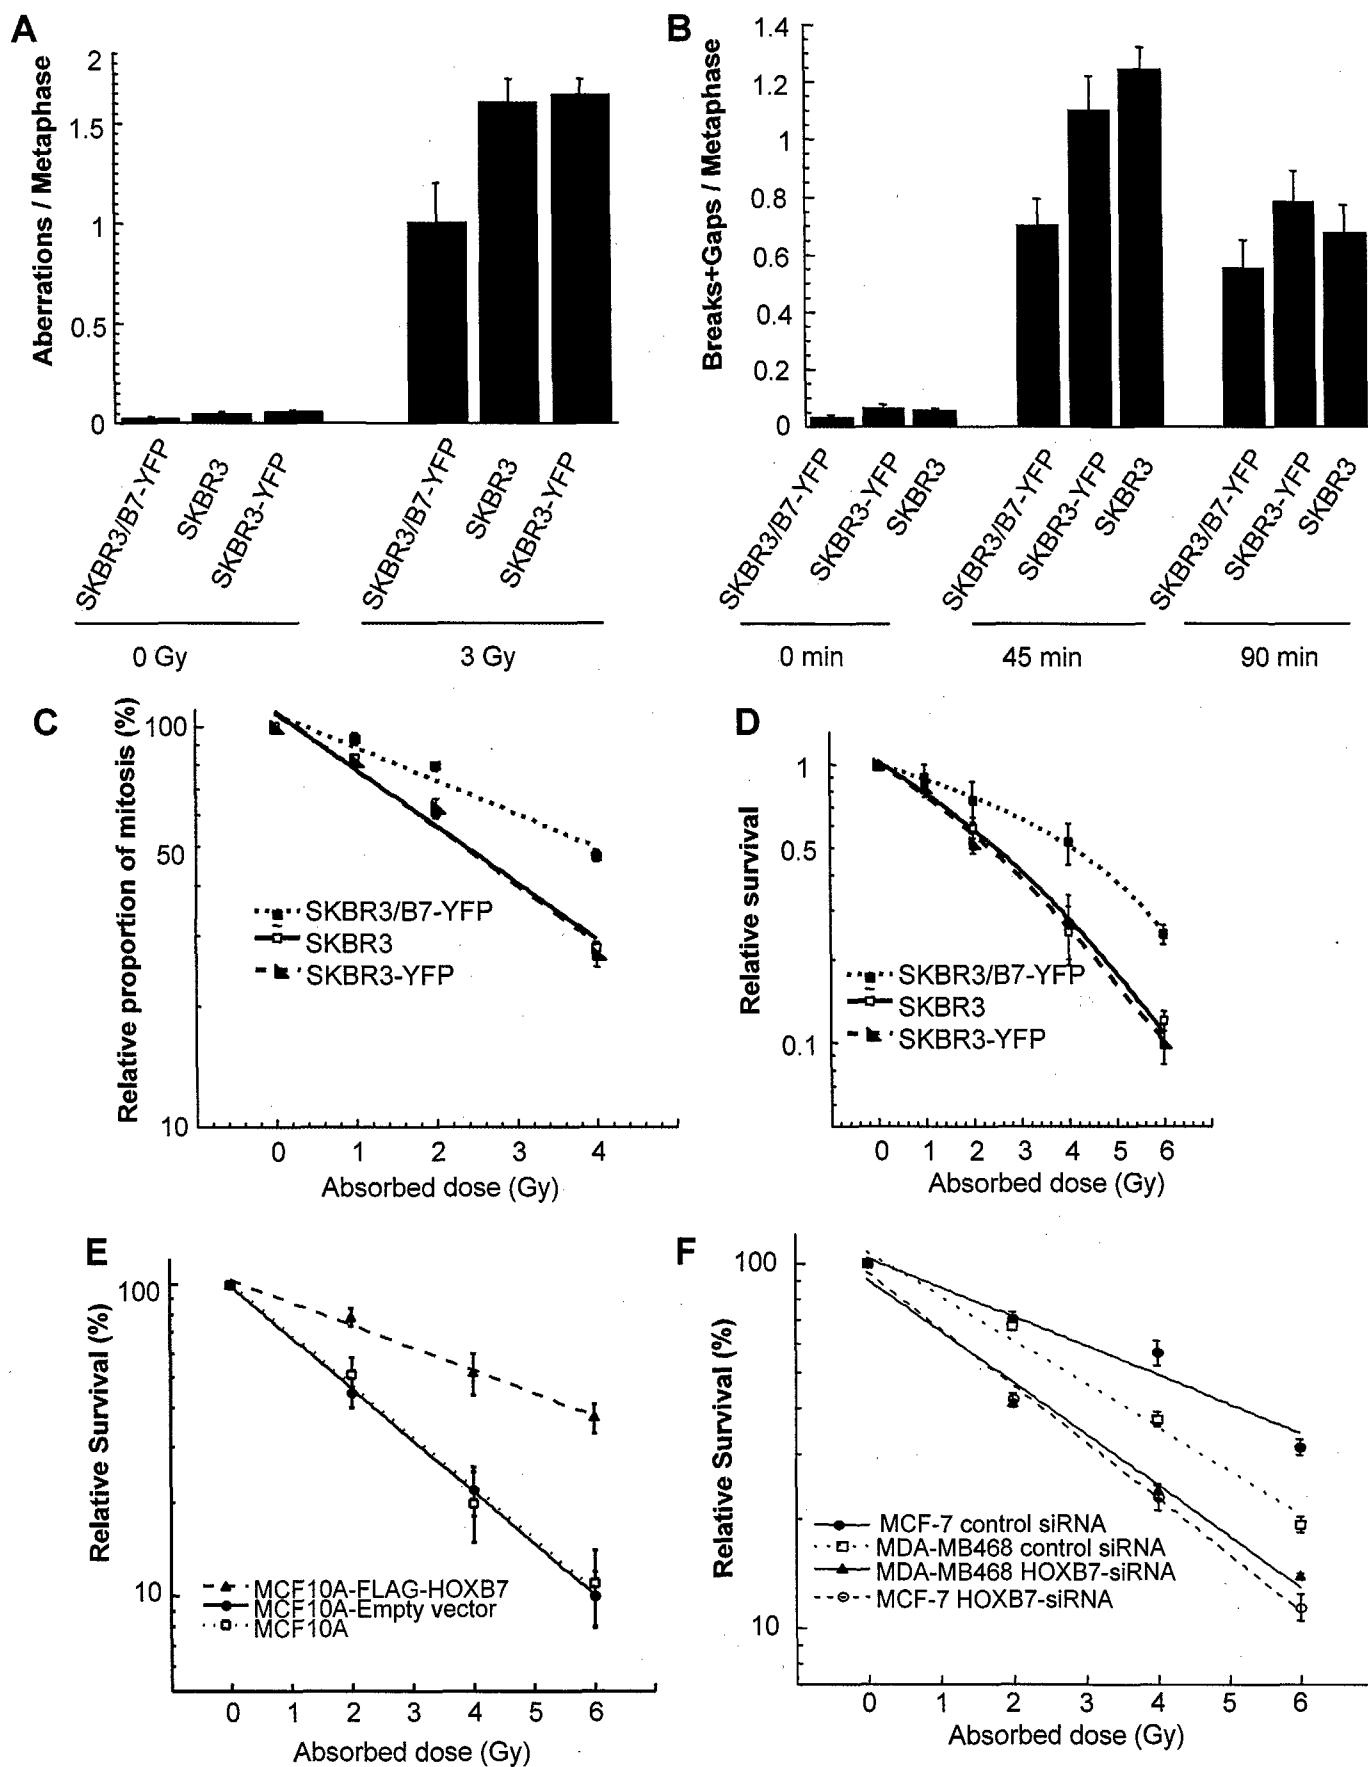 A
Aberrations / Metaphase
2
1.5
1
0.5
0
SKBR3/B7-YFP
SKBR3
SKBR3-YFP
SKBR3/B7-YFP
SKBR3
SKBR3-YFP
0 Gy
3 Gy
B
Breaks+Gaps / Metaphase
1.4
1.2
1
0.8
0.6
0.4
0.2
0
SKBR3/B7-YFP
SKBR3-YFP
SKBR3
SKBR3/B7-YFP
SKBR3-YFP
SKBR3
SKBR3/B7-YFP
SKBR3-YFP
SKBR3
0 min
45 min
90 min
C
Relative proportion of mitosis (%)
100
50
10
SKBR3/B7-YFP
SKBR3
SKBR3-YFP
0 1 2 3 4
Absorbed dose (Gy)
D
Relative survival
1
0.5
0.1
SKBR3/B7-YFP
SKBR3
SKBR3-YFP
0 1 2 3 4 5 6
Absorbed dose (Gy)
E
Relative Survival (%)
100
10
MCF10A-FLAG-HOXB7
MCF10A-Empty vector
MCF10A
0 1 2 3 4 5 6
Absorbed dose (Gy)
F
Relative Survival (%)
100
10
MCF-7 control siRNA
MDA-MB468 control siRNA
MDA-MB468 HOXB7-siRNA
MCF-7 HOXB7-siRNA
0 1 2 3 4 5 6
Absorbed dose (Gy)